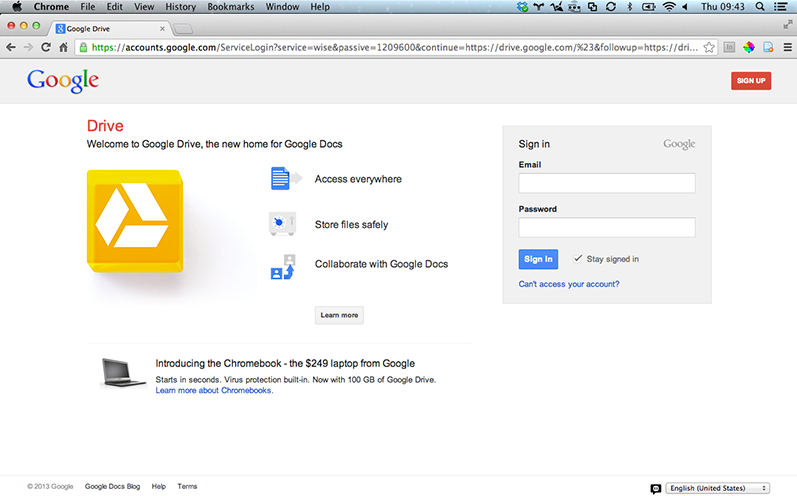 Chrome File Edit View History Bookmarks Window Help Thu 09:43
Google Drive
https://accounts.google.com/ServiceLogin?service=wise&passive=1209600&continue=https://drive.google.com/%23&followup=https://dri...
Google
SIGN UP
Drive
Welcome to Google Drive, the new home for Google Docs
Access everywhere
Store files safely
Collaborate with Google Docs
Learn more
Sign in Google
Email
Password
Sign In Stay signed in
Can't access your account?
Introducing the Chromebook - the $249 laptop from Google
Starts in seconds. Virus protection built-in. Now with 100 GB of Google Drive.
Learn more about Chromebooks.
© 2013 Google Google Docs Blog Help Terms
English (United States)